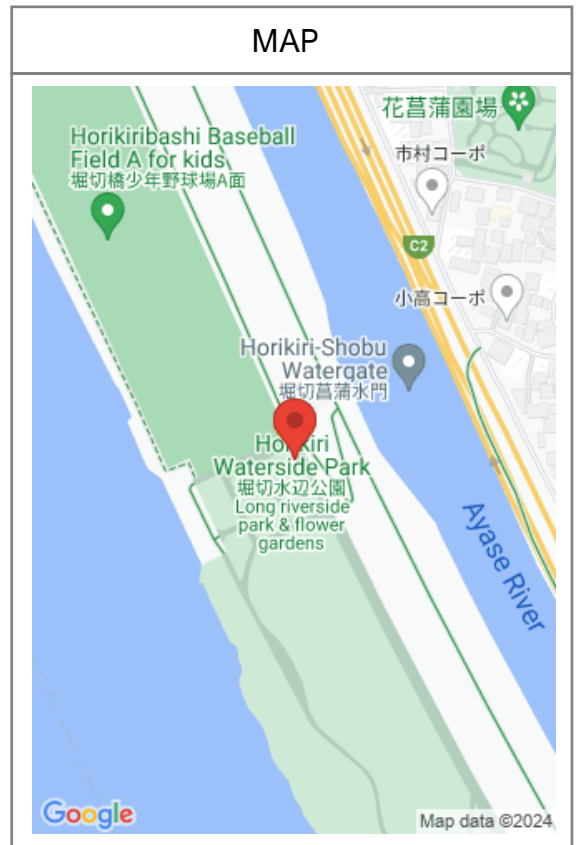 MAP
花菖蒲園場
Horikiribashi Baseball
Field A for kids
堀切橋少年野球場A面
市村コーポ
C2
小高コーポ
Horikiri-Shobu
Watergate
堀切菖蒲水門
Horikiri
Waterside Park
堀切水辺公園
Long riverside
park & flower
gardens
Ayase River
Google
Map data ©2024